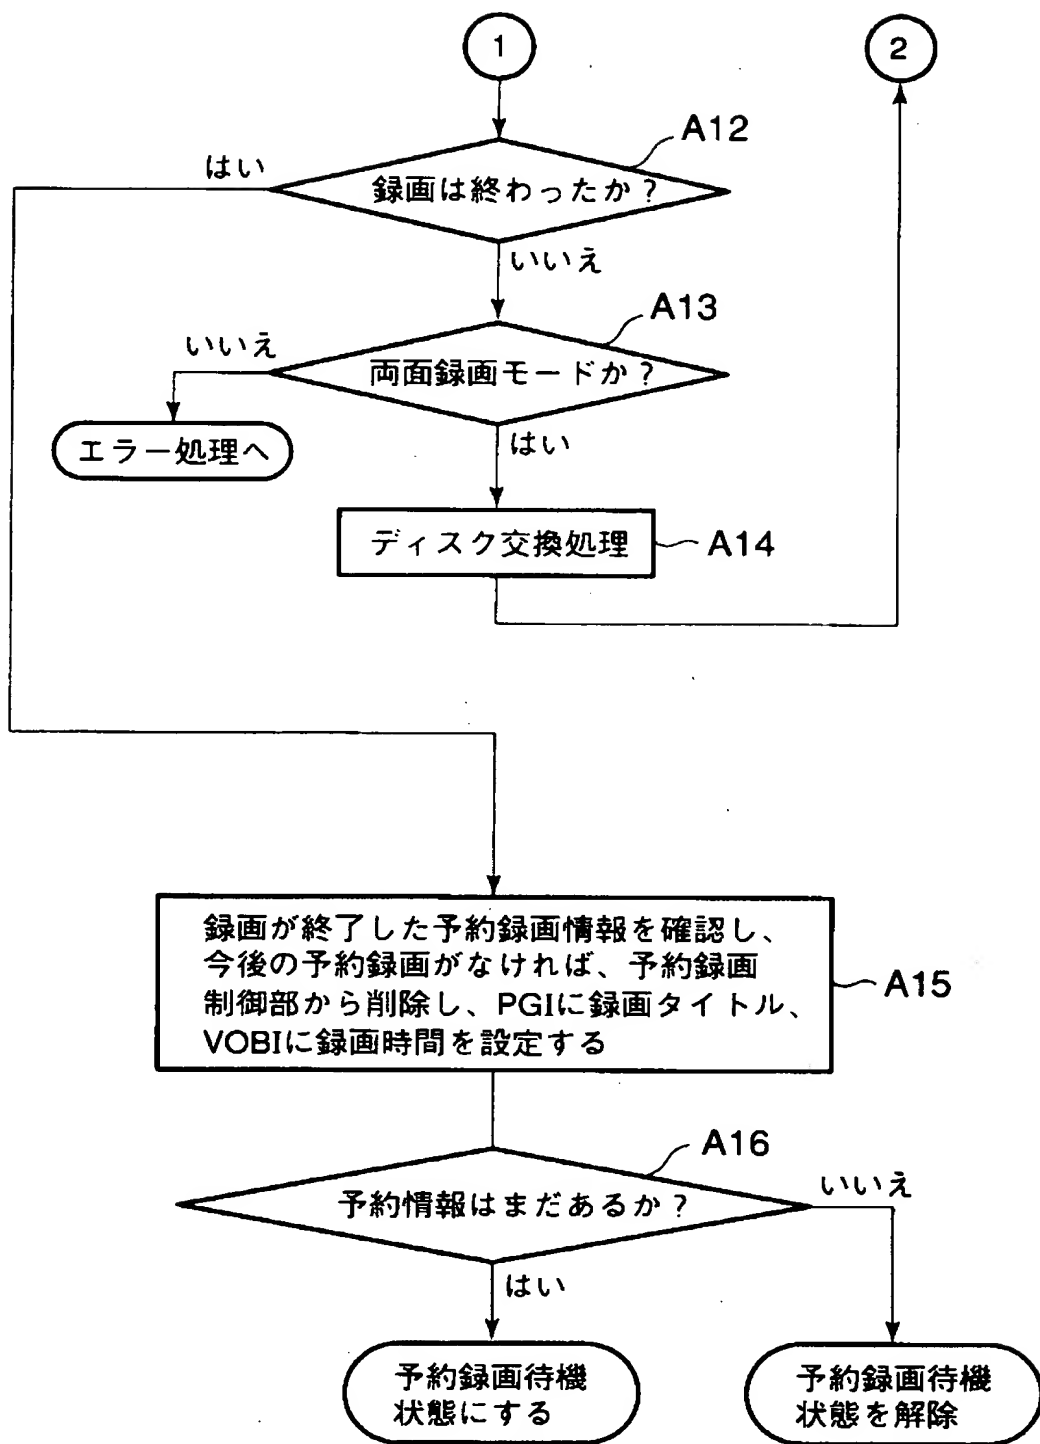 1
2
A12
はい
録画は終わったか？
いいえ
A13
いいえ
両面録画モードか？
エラー処理へ
はい
ディスク交換処理
A14
録画が終了した予約録画情報を確認し、
今後の予約録画がなければ、予約録画
制御部から削除し、PGIに録画タイトル、
VOBIに録画時間を設定する
A15
A16
予約情報はまだあるか？
いいえ
はい
予約録画待機
状態にする
予約録画待機
状態を解除